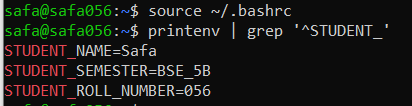 safa@safa056:~$ source ~/.bashrc
safa@safa056:~$ printenv | grep '^STUDENT_'
STUDENT_NAME=Safa
STUDENT_SEMESTER=BSE_5B
STUDENT_ROLL_NUMBER=056